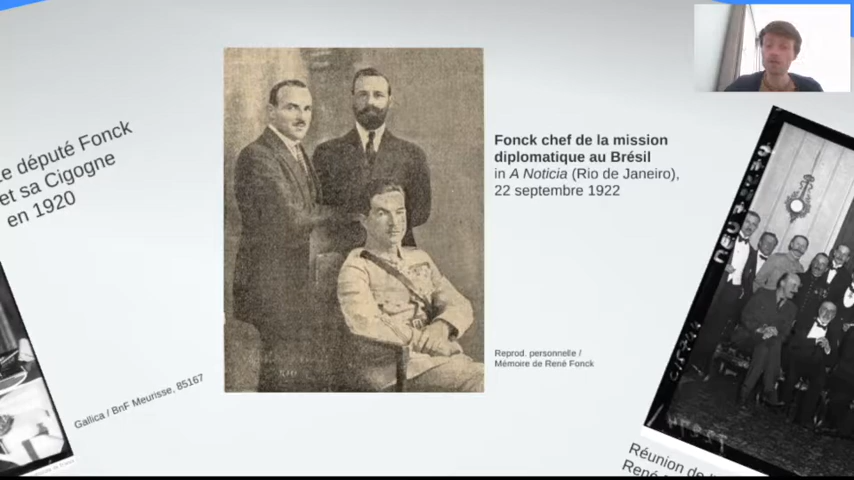 Le député Fonck
et sa Cigogne
en 1920
Gallica / BnF Meurisse, 85167
Fonck chef de la mission
diplomatique au Brésil
in A Noticia (Rio de Janeiro),
22 septembre 1922
Reprod. personnelle /
Mémoire de René Fonck
Réunion de
René